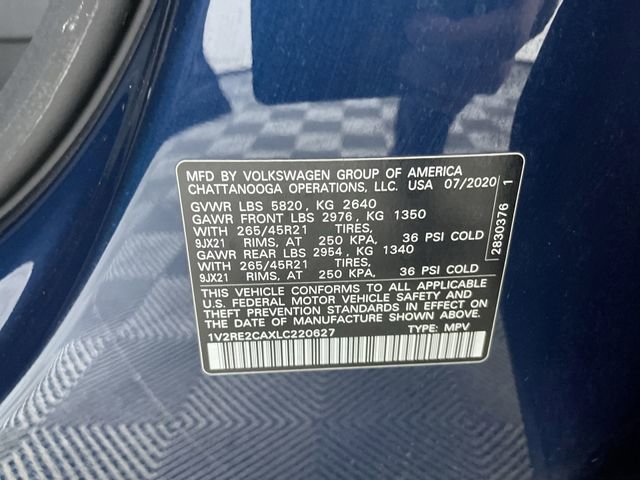 MFD BY VOLKSWAGEN GROUP OF AMERICA
CHATTANOOGA OPERATIONS, LLC. USA 07/2020
GVWR LBS 5820, KG 2640
GAWR FRONT LBS 2976, KG 1350
WITH 265/45R21 TIRES,
9JX21 RIMS, AT 250 KPA, 36 PSI COLD
GAWR REAR LBS 2954, KG 1340
WITH 265/45R21 TIRES,
9JX21 RIMS, AT 250 KPA, 36 PSI COLD
THIS VEHICLE CONFORMS TO ALL APPLICABLE
U.S. FEDERAL MOTOR VEHICLE SAFETY AND
THEFT PREVENTION STANDARDS IN EFFECT ON
THE DATE OF MANUFACTURE SHOWN ABOVE.
1V2RE2CAXLC220627 TYPE: MPV
2830376 1